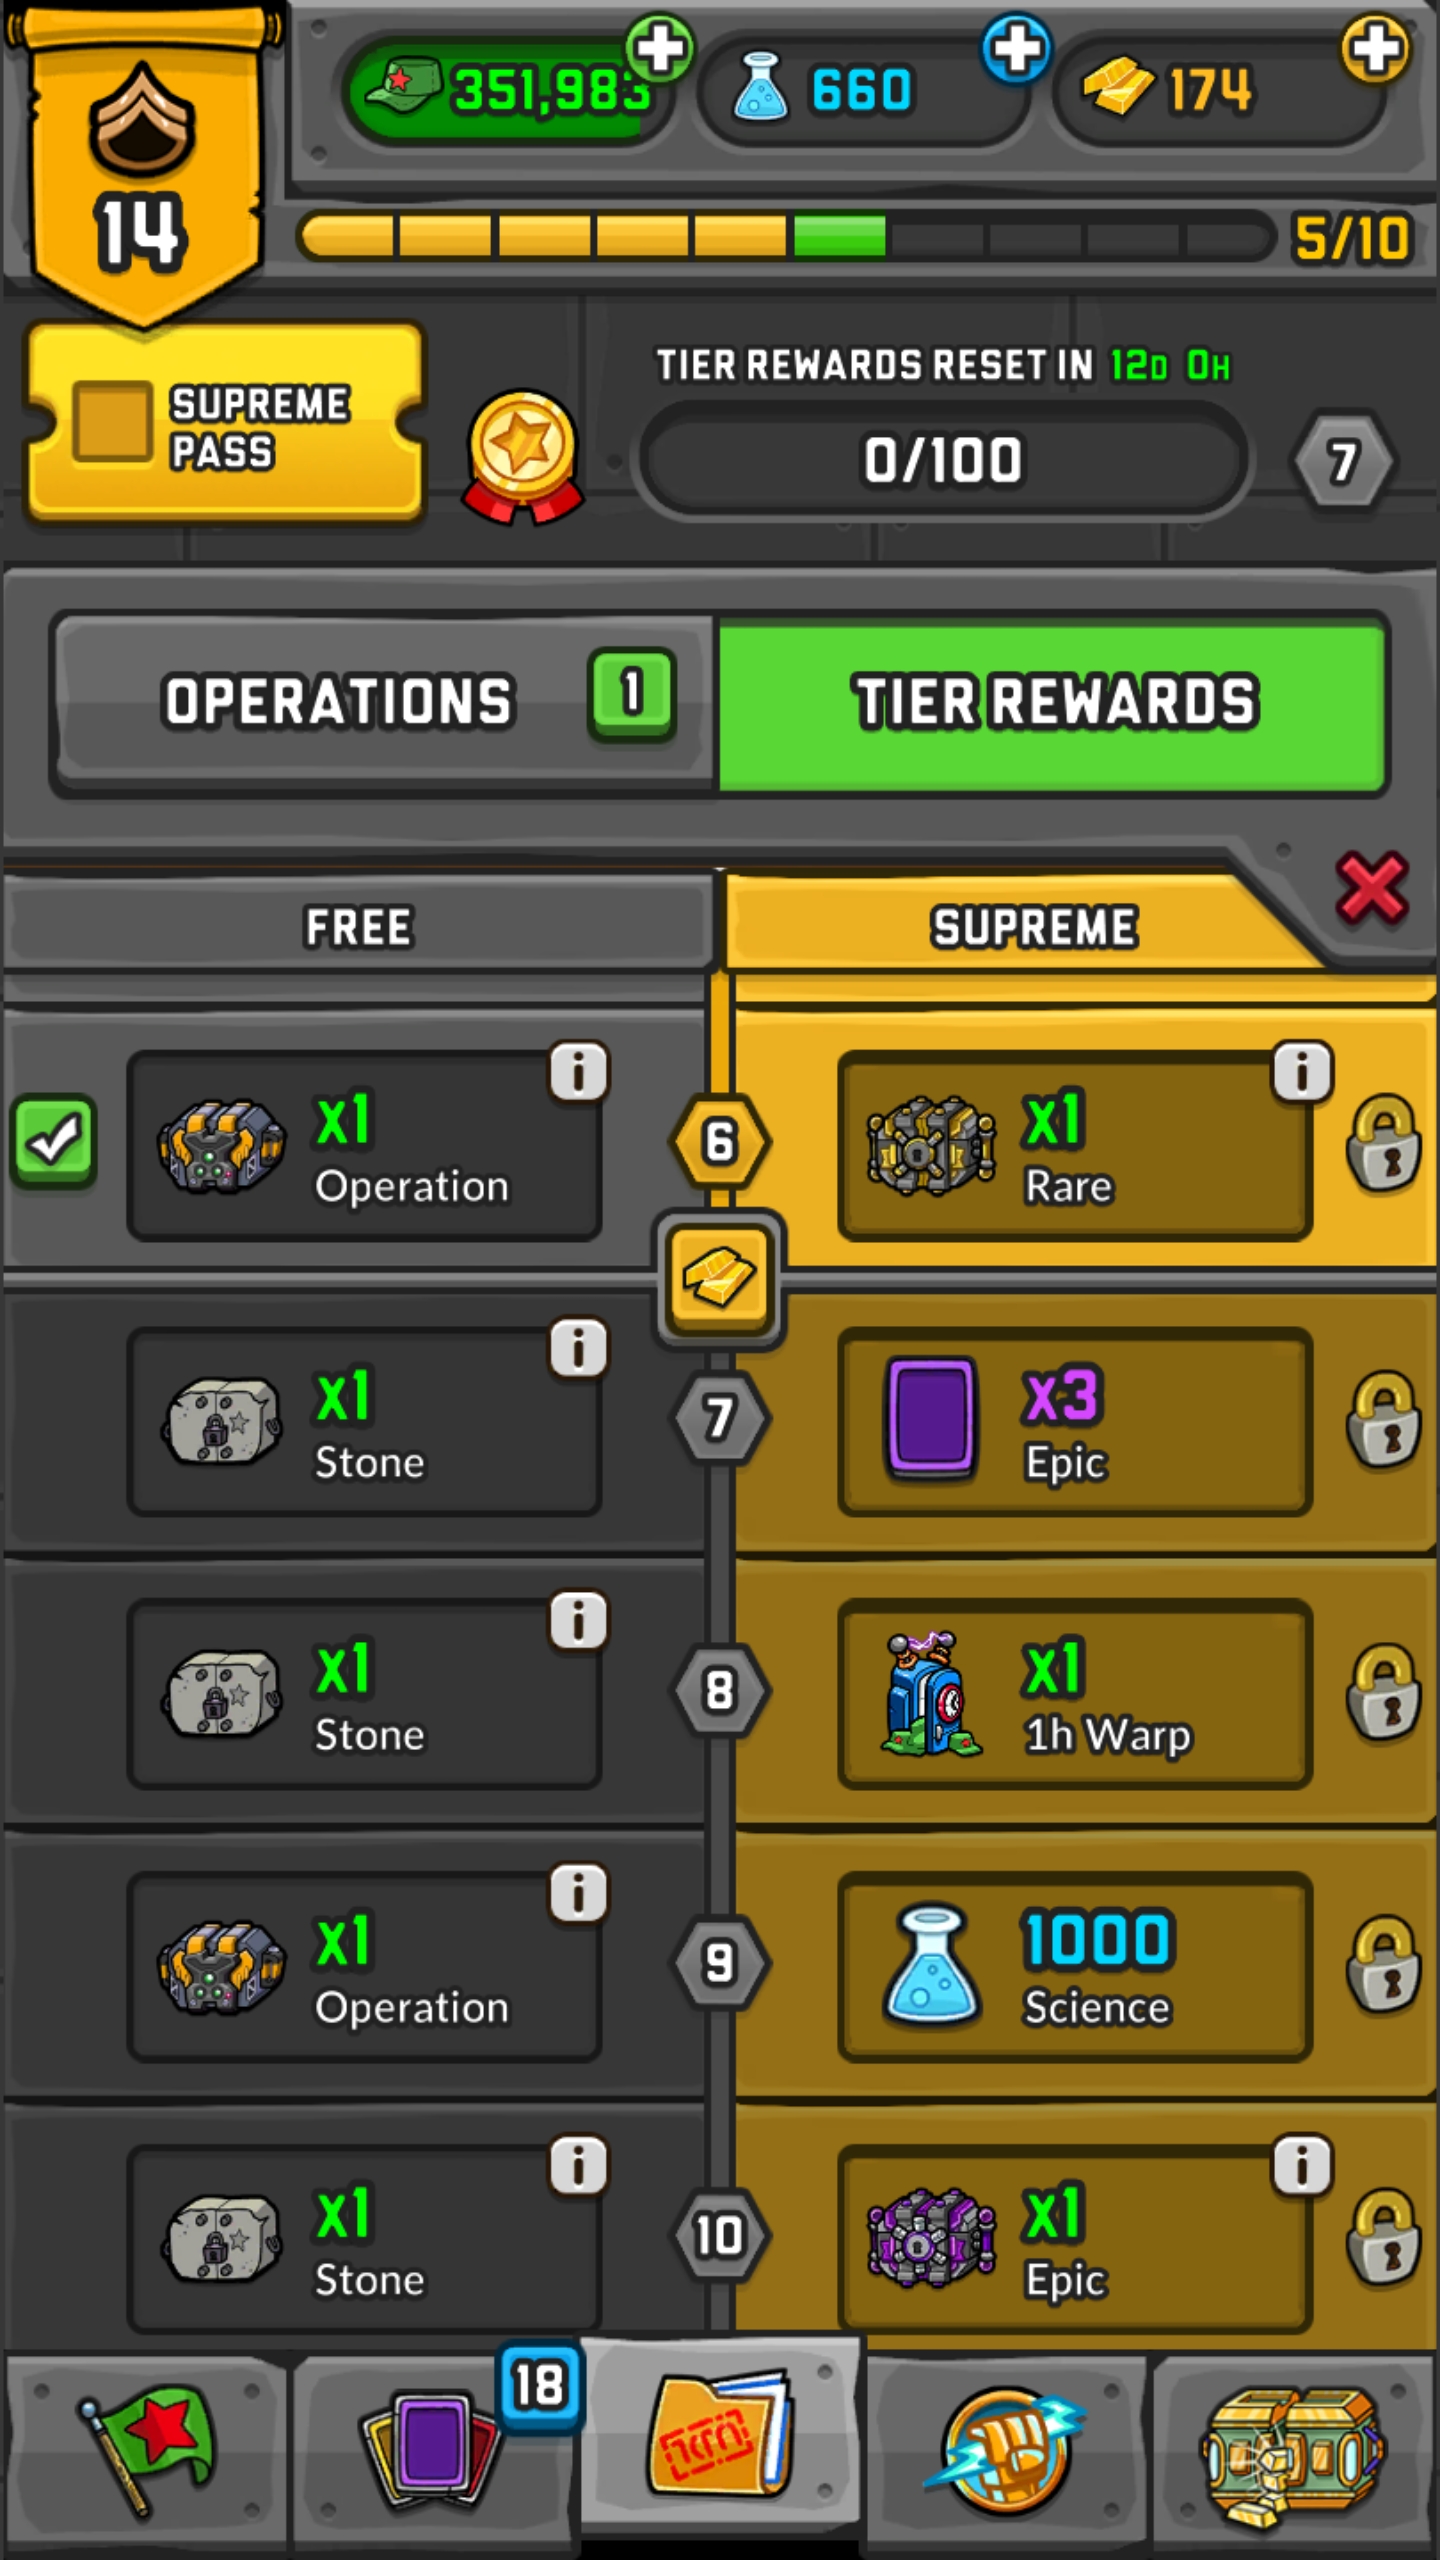 351,983
660
174
14
5/10
SUPREME
PASS
TIER REWARDS RESET IN 12D 0H
0/100
7
OPERATIONS
1
TIER REWARDS
FREE
SUPREME
x1
Operation
6
x1
Rare
x1
Stone
7
x3
Epic
x1
Stone
8
x1
1h Warp
x1
Operation
9
1000
Science
x1
Stone
10
x1
Epic
18